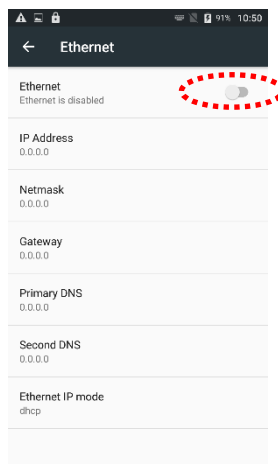 91% 10:50
Ethernet
Ethernet
Ethernet is disabled
IP Address
0.0.0.0
Netmask
0.0.0.0
Gateway
0.0.0.0
Primary DNS
0.0.0.0
Second DNS
0.0.0.0
Ethernet IP mode
dhcp